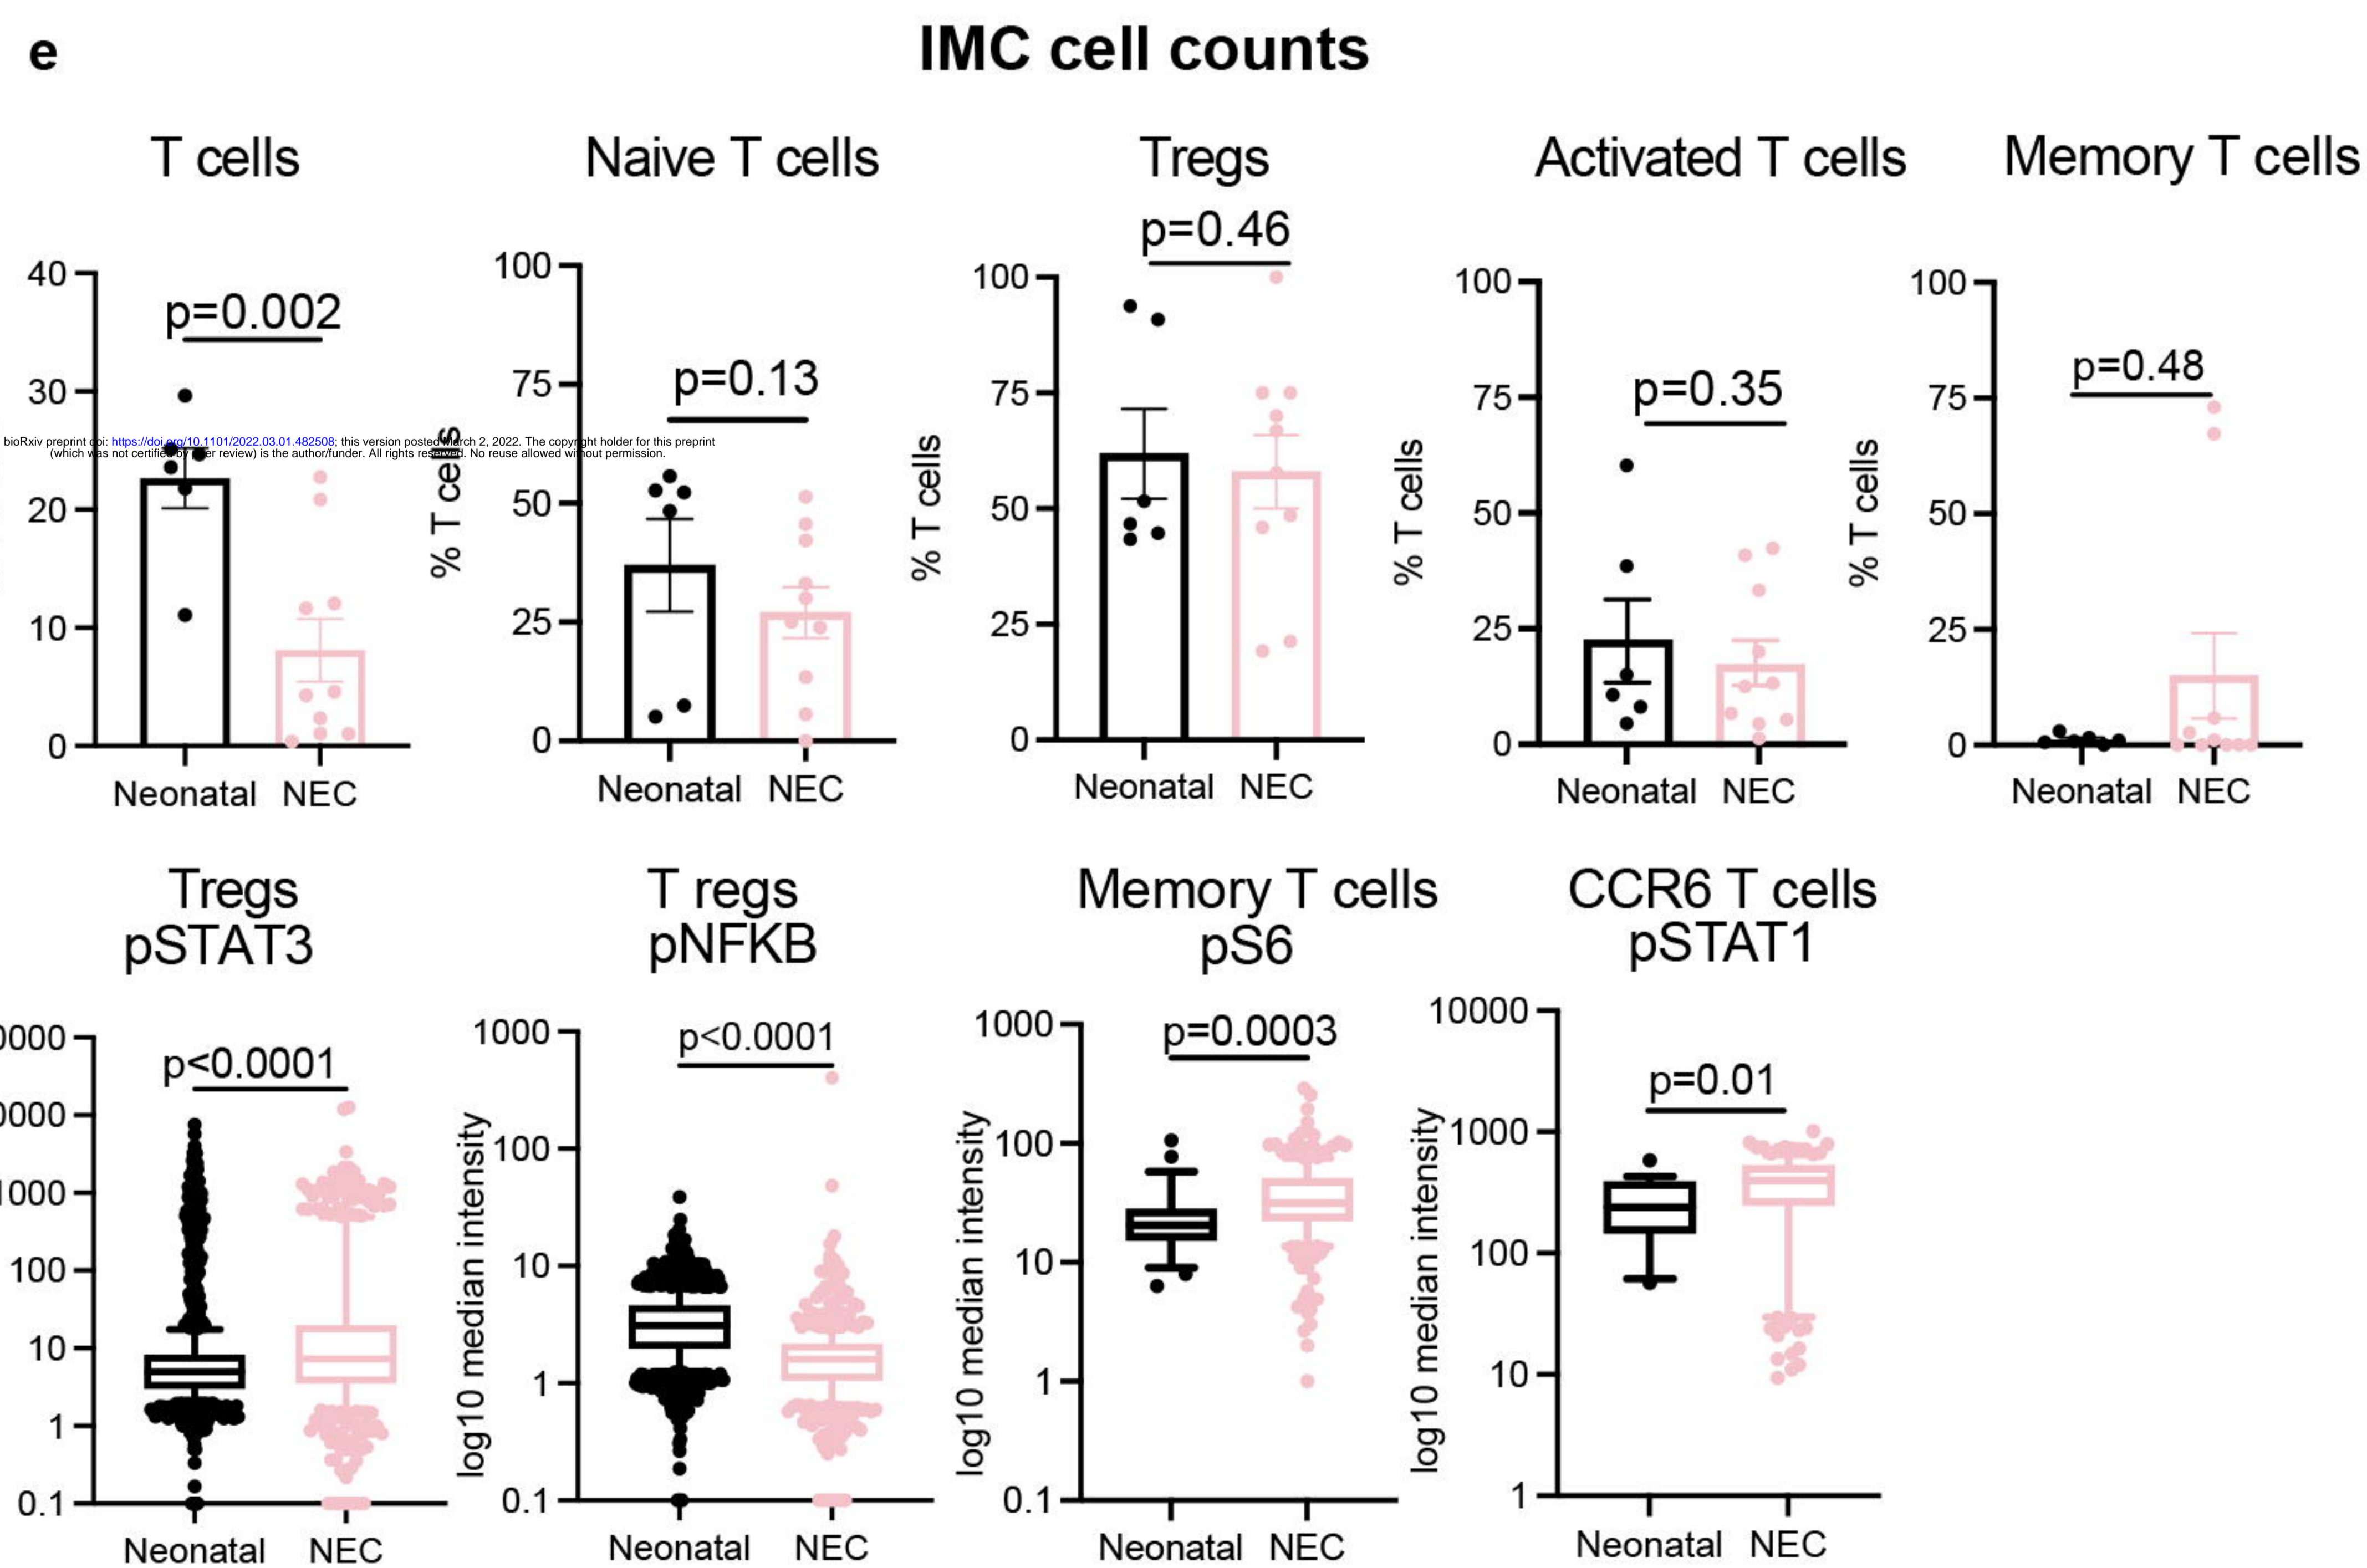 e
IMC cell counts
T cells
Naive T cells
Tregs
Activated T cells
Memory T cells
40
30
20
10
0
p=0.002
Neonatal NEC
% T cells
100
75
50
25
0
p=0.13
Neonatal NEC
% T cells
100
75
50
25
0
p=0.46
Neonatal NEC
% T cells
100
75
50
25
0
p=0.35
Neonatal NEC
% T cells
100
75
50
25
0
p=0.48
Neonatal NEC
bioRxiv preprint doi: https://doi.org/10.1101/2022.03.01.482508; this version posted March 2, 2022. The copyright holder for this preprint
(which was not certified by peer review) is the author/funder. All rights reserved. No reuse allowed without permission.
Tregs
pSTAT3
0000
0000
1000
100
10
1
0.1
p<0.0001
Neonatal NEC
T regs
pNFKB
log10 median intensity
1000
100
10
1
0.1
p<0.0001
Neonatal NEC
Memory T cells
pS6
log10 median intensity
1000
100
10
1
0.1
p=0.0003
Neonatal NEC
CCR6 T cells
pSTAT1
log10 median intensity
10000
1000
100
10
1
p=0.01
Neonatal NEC